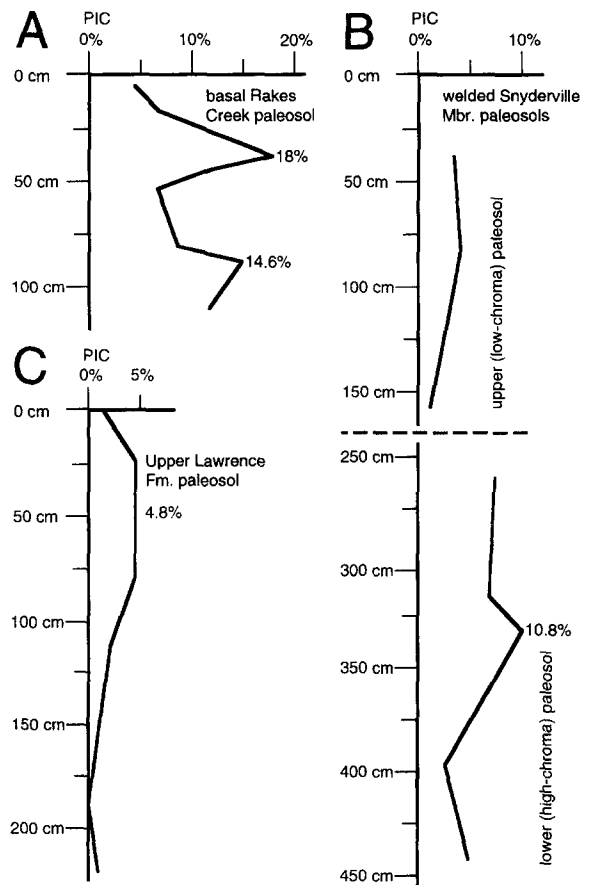 A
PIC
0% 10% 20%
0 cm
basal Rakes
Creek paleosol
18%
50 cm
14.6%
100 cm
B
PIC
0% 10%
0 cm
welded Snyderville
Mbr. paleosols
50 cm
100 cm
upper (low-chroma) paleosol
150 cm
250 cm
300 cm
10.8%
350 cm
lower (high-chroma) paleosol
400 cm
450 cm
C
PIC
0% 5%
0 cm
Upper Lawrence
Fm. paleosol
4.8%
50 cm
100 cm
150 cm
200 cm